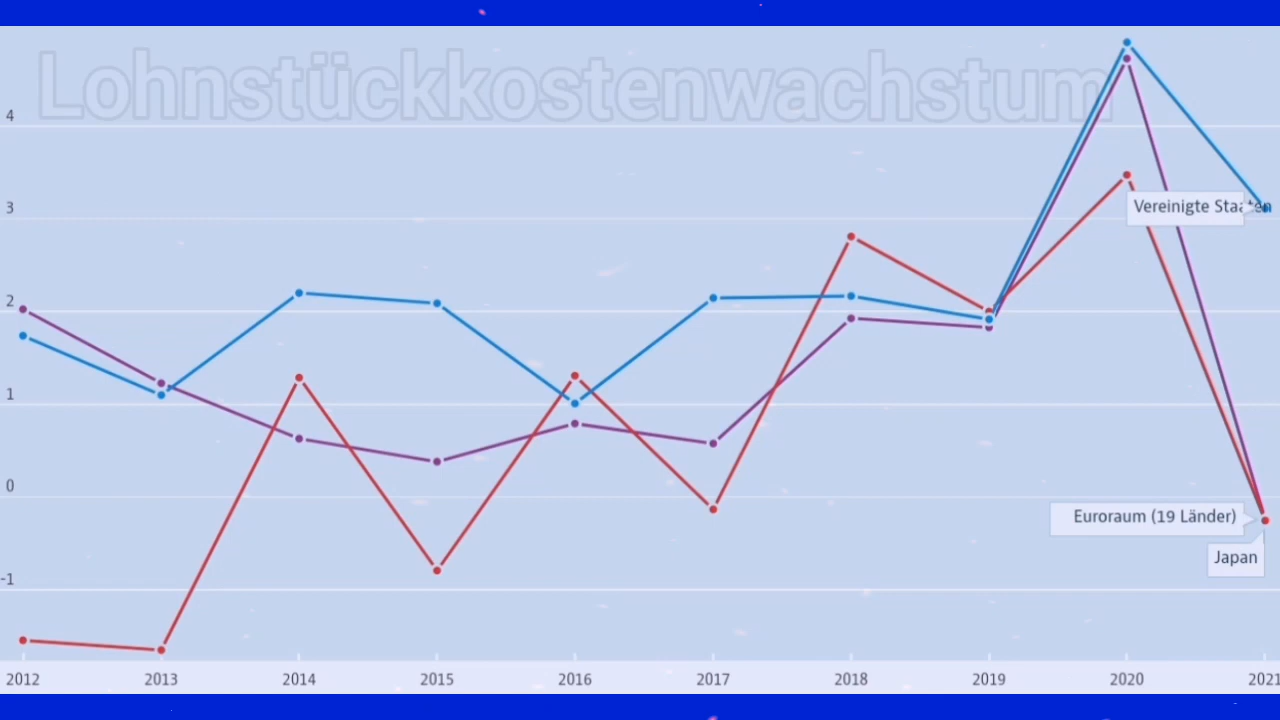 Lohnstückkostenwachstum
4
3
2
1
0
-1
Vereinigte Staaten
Euroraum (19 Länder)
Japan
2012 2013 2014 2015 2016 2017 2018 2019 2020 2021